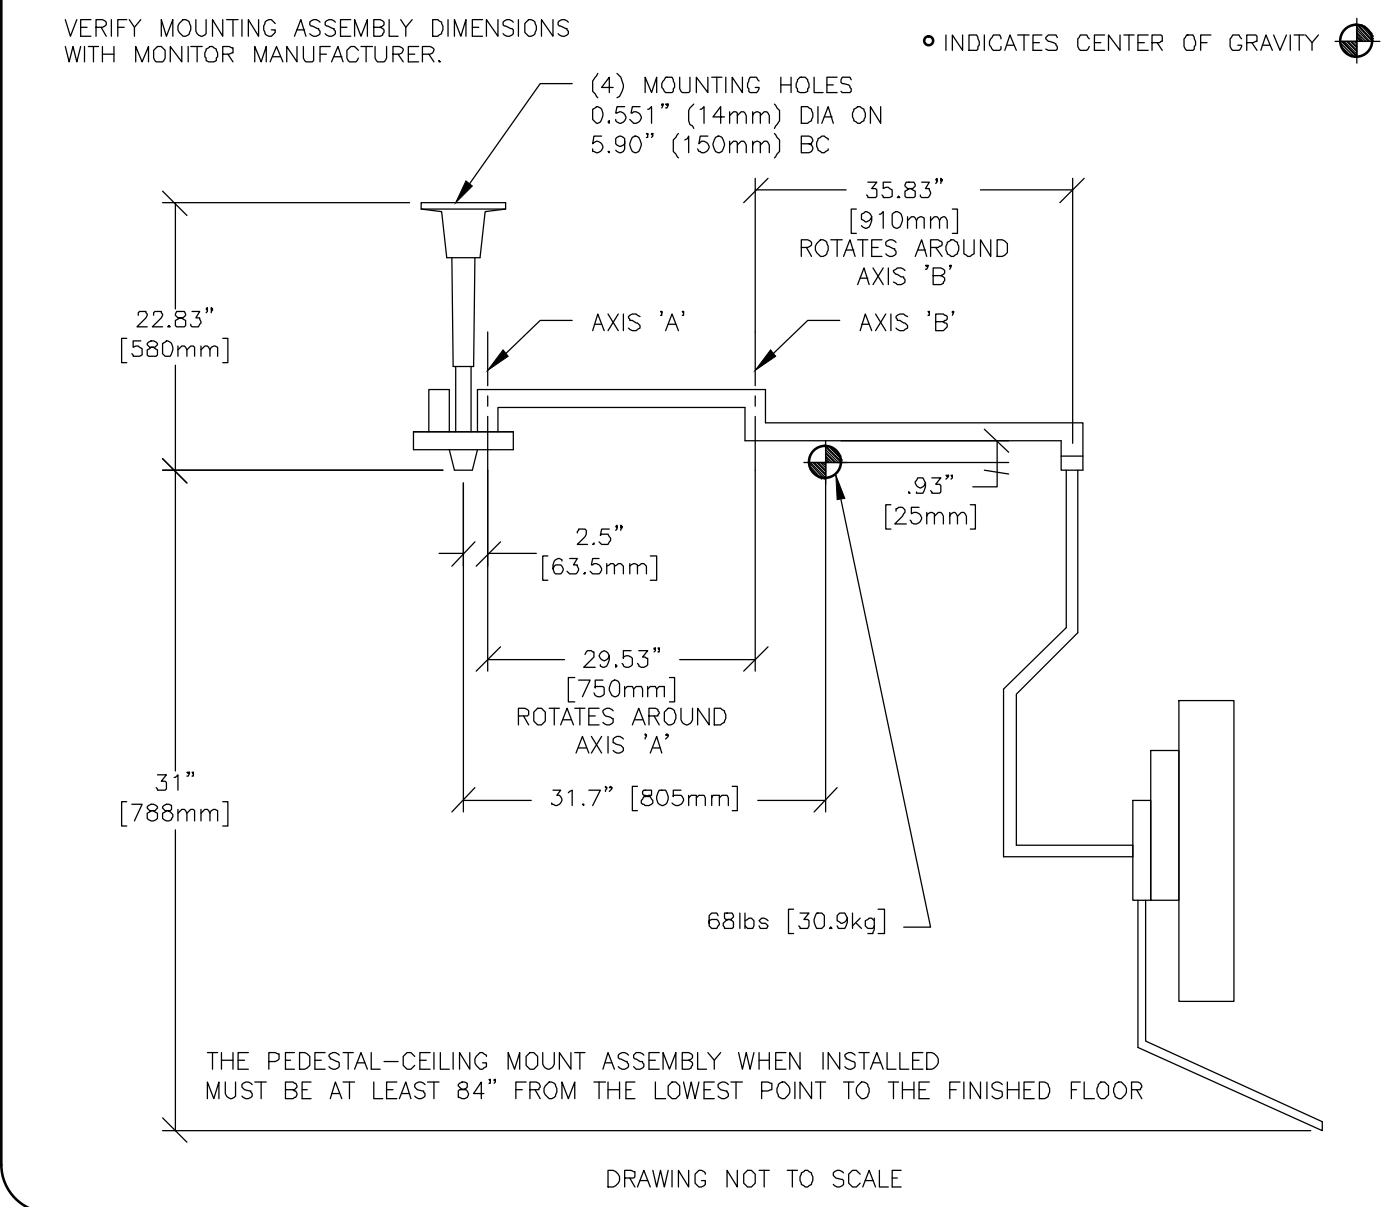 VERIFY MOUNTING ASSEMBLY DIMENSIONS
WITH MONITOR MANUFACTURER.
INDICATES CENTER OF GRAVITY
(4) MOUNTING HOLES
0.551" (14mm) DIA ON
5.90" (150mm) BC
35.83"
[910mm]
ROTATES AROUND
AXIS 'B'
22.83"
[580mm]
AXIS 'A'
AXIS 'B'
.93"
[25mm]
2.5"
[63.5mm]
29.53"
[750mm]
ROTATES AROUND
AXIS 'A'
31"
[788mm]
31.7" [805mm]
68lbs [30.9kg]
THE PEDESTAL-CEILING MOUNT ASSEMBLY WHEN INSTALLED
MUST BE AT LEAST 84" FROM THE LOWEST POINT TO THE FINISHED FLOOR
DRAWING NOT TO SCALE